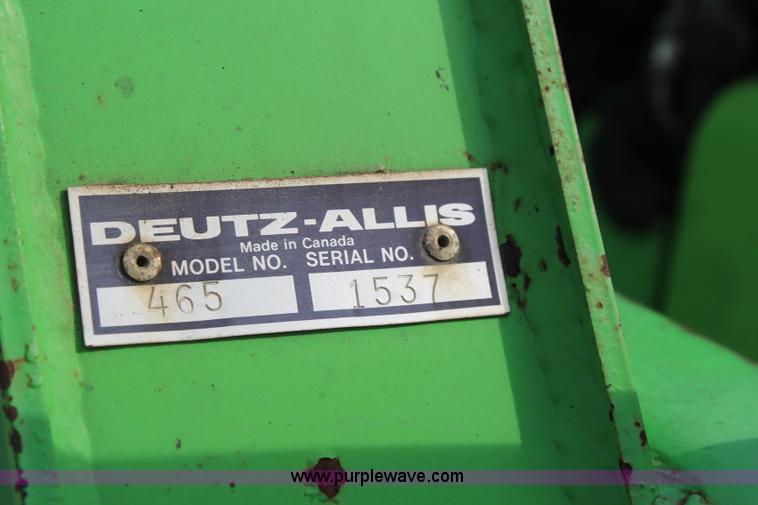 DEUTZ-ALLIS
Made in Canada
MODEL NO. SERIAL NO.
465 1537
www.purplewave.com